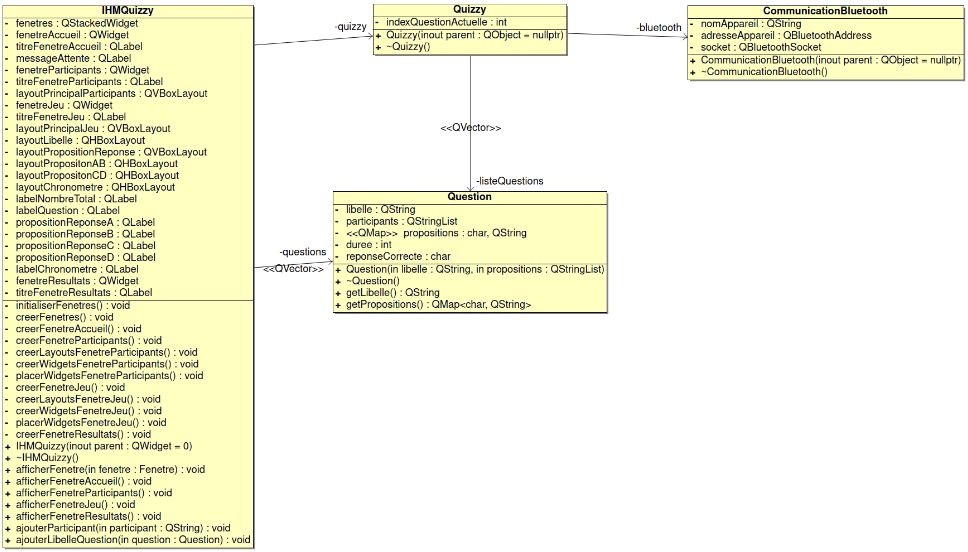 IHMQuizzy
- fenetres : QStackedWidget
- fenetreAccueil : QWidget
- titreFenetreAccueil : QLabel
- messageAttente : QLabel
- fenetreParticipants : QWidget
- titreFenetreParticipants : QLabel
- layoutPrincipalParticipants : QVBoxLayout
- fenetreJeu : QWidget
- titreFenetreJeu : QLabel
- layoutPrincipalJeu : QVBoxLayout
- layoutLibelle : QHBoxLayout
- layoutPropositionReponse : QVBoxLayout
- layoutPropositonAB : QHBoxLayout
- layoutPropositonCD : QHBoxLayout
- layoutChronometre : QHBoxLayout
- labelNombreTotal : QLabel
- labelQuestion : QLabel
- propositionReponseA : QLabel
- propositionReponseB : QLabel
- propositionReponseC : QLabel
- propositionReponseD : QLabel
- labelChronometre : QLabel
- fenetreResultats : QWidget
- titreFenetreResultats : QLabel
- initialiserFenetres() : void
- creerFenetres() : void
- creerFenetreAccueil() : void
- creerFenetreParticipants() : void
- creerLayoutsFenetreParticipants() : void
- creerWidgetsFenetreParticipants() : void
- placerWidgetsFenetreParticipants() : void
- creerFenetreJeu() : void
- creerLayoutsFenetreJeu() : void
- creerWidgetsFenetreJeu() : void
- placerWidgetsFenetreJeu() : void
- creerFenetreResultats() : void
+ IHMQuizzy(inout parent : QWidget = 0)
+ ~IHMQuizzy()
+ afficherFenetre(in fenetre : Fenetre) : void
+ afficherFenetreAccueil() : void
+ afficherFenetreParticipants() : void
+ afficherFenetreJeu() : void
+ afficherFenetreResultats() : void
+ ajouterParticipant(in participant : QString) : void
+ ajouterLibelleQuestion(in question : Question) : void
-quizzy
Quizzy
- indexQuestionActuelle : int
+ Quizzy(inout parent : QObject = nullptr)
+ ~Quizzy()
-bluetooth
CommunicationBluetooth
- nomAppareil : QString
- adresseAppareil : QBluetoothAddress
- socket : QBluetoothSocket
+ CommunicationBluetooth(inout parent : QObject = nullptr)
+ ~CommunicationBluetooth()
<<QVector>>
-listeQuestions
-questions
<<QVector>>
Question
- libelle : QString
- participants : QStringList
- <<QMap>> propositions : char, QString
- duree : int
- reponseCorrecte : char
+ Question(in libelle : QString, in propositions : QStringList)
+ ~Question()
+ getLibelle() : QString
+ getPropositions() : QMap<char, QString>